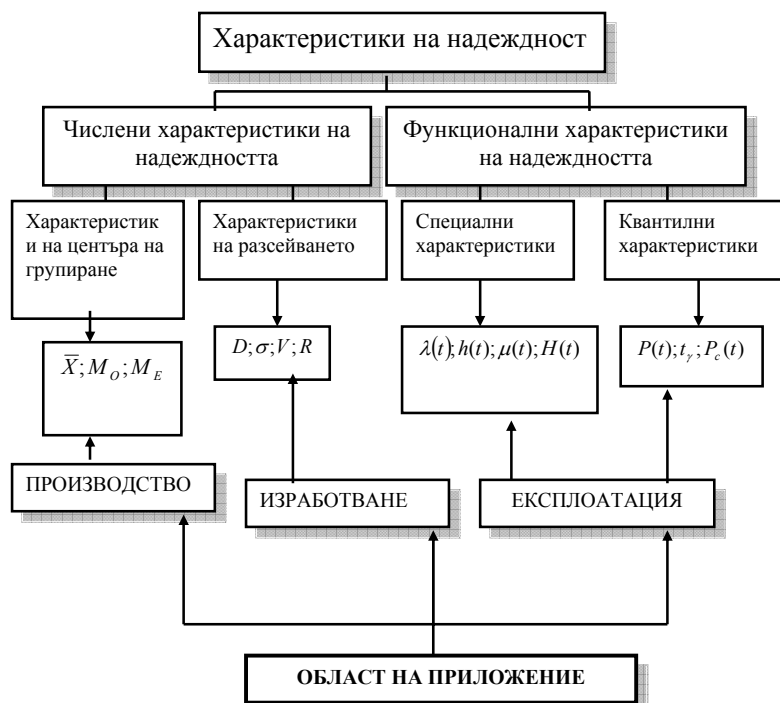 Характеристики на надеждност
Числени характеристики на
надеждността
Функционални характеристики
на надеждността
Характеристик
и на центъра на
групиране
Характеристики
на разсейването
Специални
характеристики
Квантилни
характеристики
X̅; M_O; M_E
D; σ; V; R
λ(t); h(t); μ(t); H(t)
P(t); t_γ; P_c(t)
ПРОИЗВОДСТВО
ИЗРАБОТВАНЕ
ЕКСПЛОАТАЦИЯ
ОБЛАСТ НА ПРИЛОЖЕНИЕ